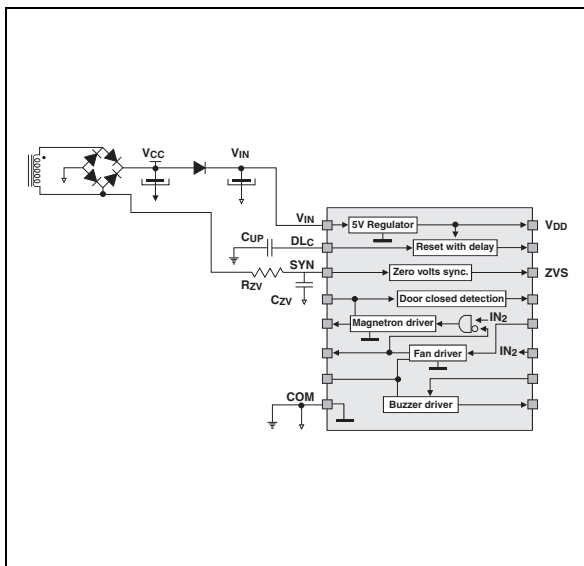 VCC VIN
VIN 5V Regulator VDD
CUP DLC Reset with delay
SYN Zero volts sync. ZVS
RZV
CZV Door closed detection
Magnetron driver IN2
Fan driver IN2
COM Buzzer driver